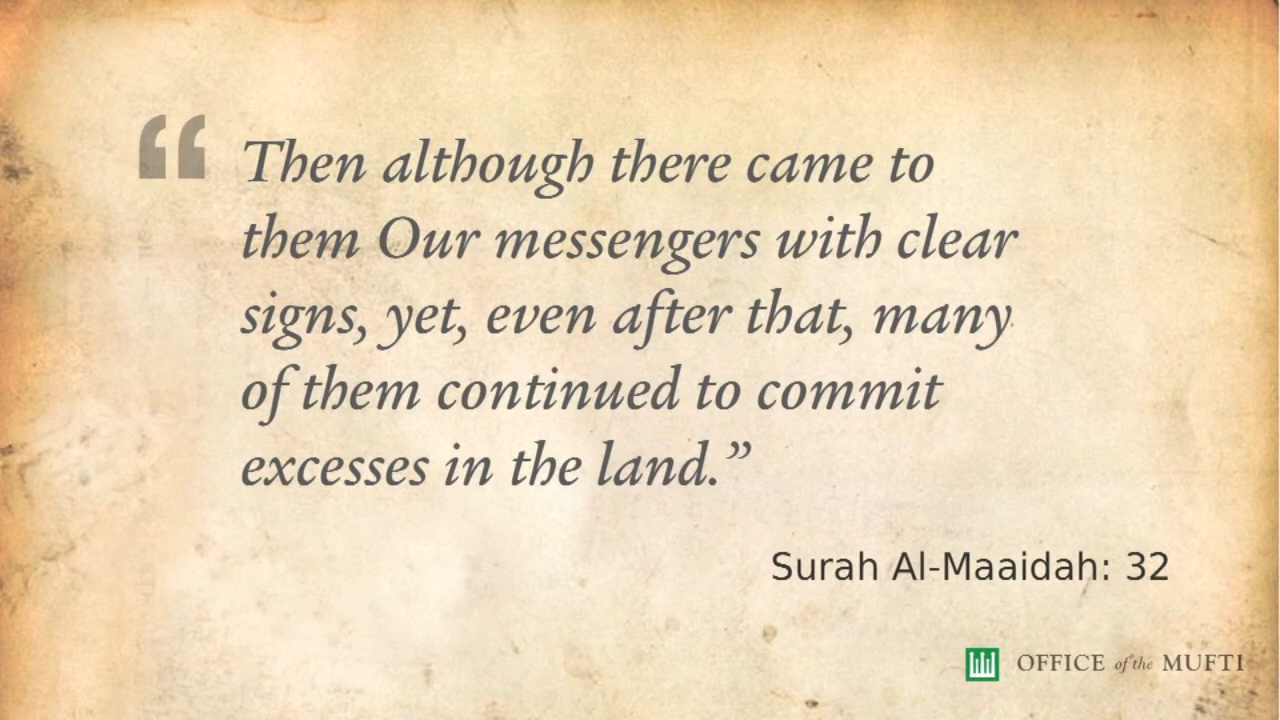 “ Then although there came to
them Our messengers with clear
signs, yet, even after that, many
of them continued to commit
excesses in the land.”
Surah Al-Maaidah: 32
OFFICE of the MUFTI